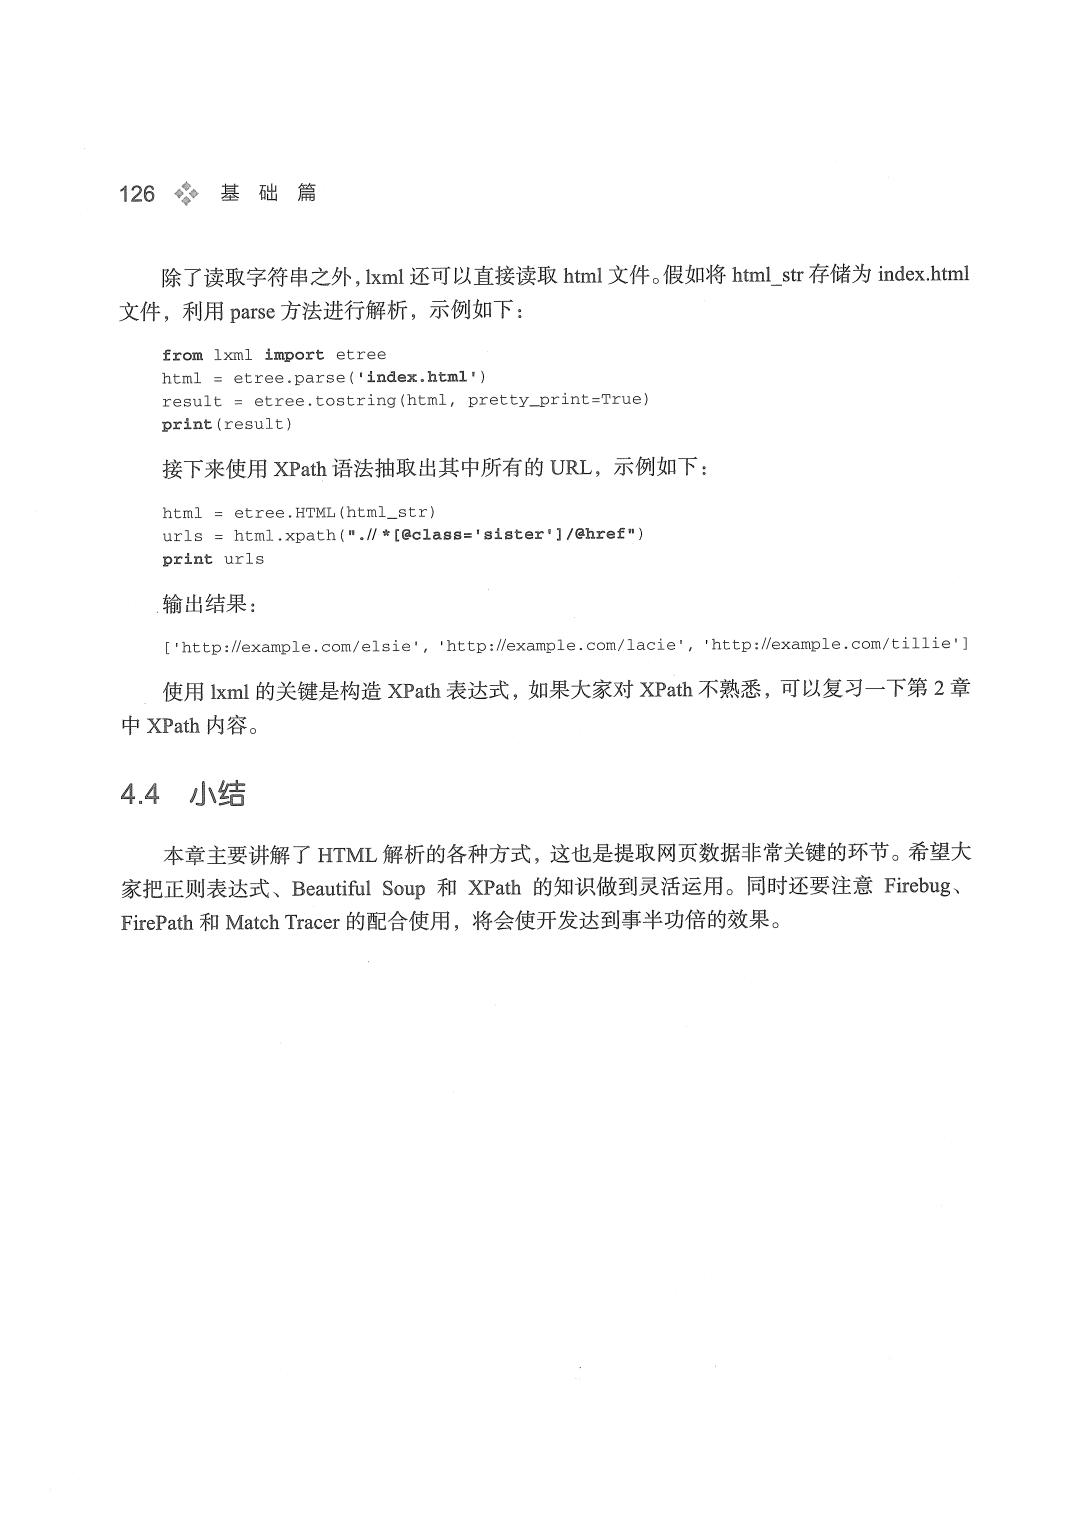 126 基 础 篇
除了读取字符串之外，lxml 还可以直接读取 html 文件。假如将 html_str 存储为 index.html
文件，利用 parse 方法进行解析，示例如下：
from lxml import etree
html = etree.parse('index.html')
result = etree.tostring(html, pretty_print=True)
print(result)
接下来使用 XPath 语法抽取出其中所有的 URL，示例如下：
html = etree.HTML(html_str)
urls = html.xpath(".//*[@class='sister']/@href")
print urls
输出结果：
['http://example.com/elsie', 'http://example.com/lacie', 'http://example.com/tillie']
使用 lxml 的关键是构造 XPath 表达式，如果大家对 XPath 不熟悉，可以复习一下第 2 章
中 XPath 内容。
4.4 小结
本章主要讲解了 HTML 解析的各种方式，这也是提取网页数据非常关键的环节。希望大
家把正则表达式、Beautiful Soup 和 XPath 的知识做到灵活运用。同时还要注意 Firebug、
FirePath 和 Match Tracer 的配合使用，将会使开发达到事半功倍的效果。